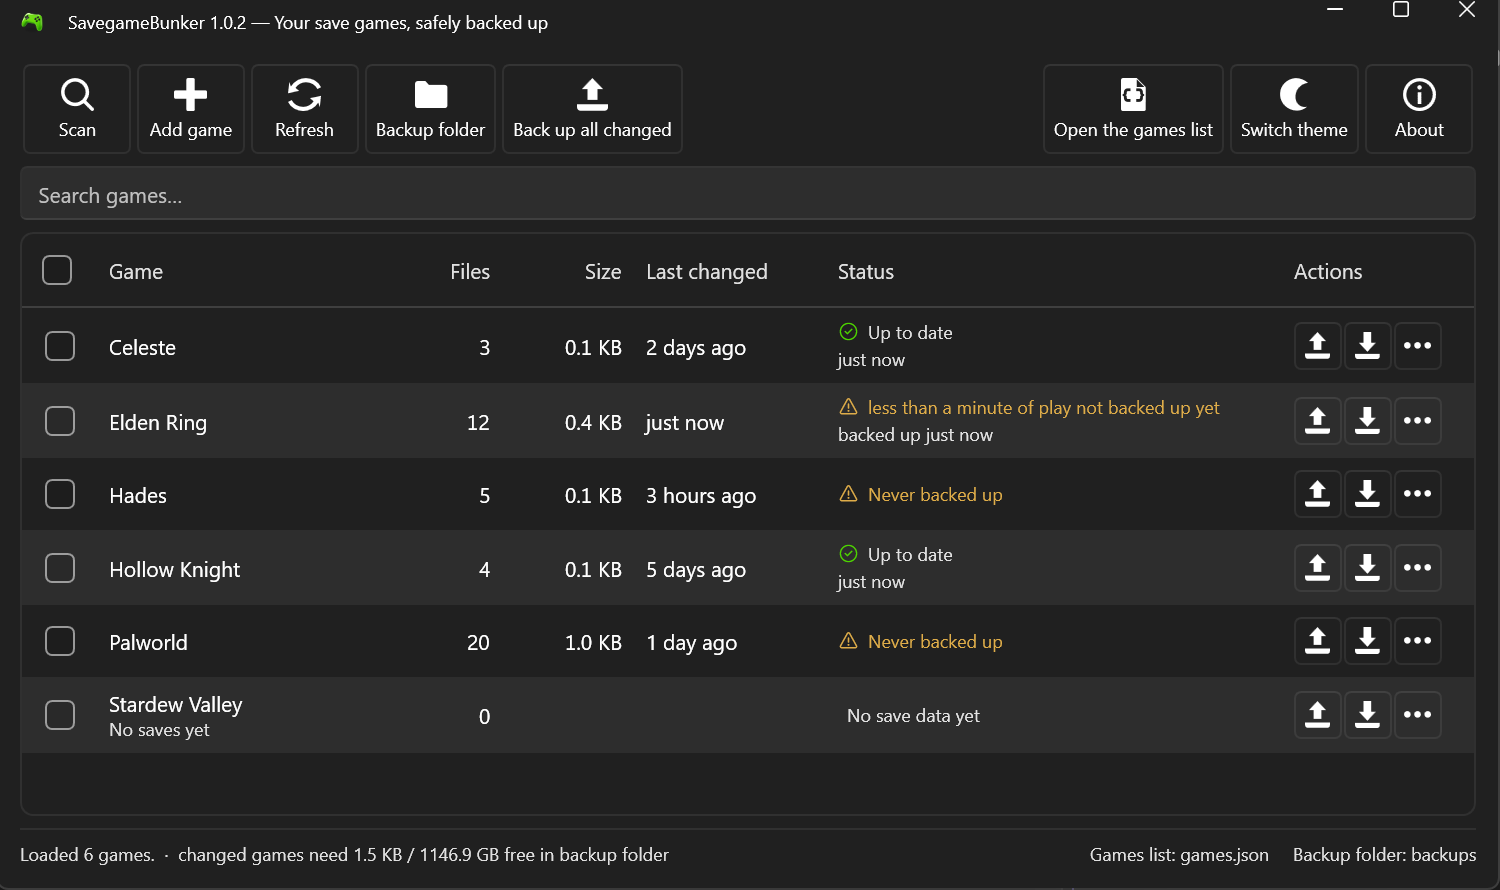 SavegameBunker 1.0.2 — Your save games, safely backed up
Scan
Add game
Refresh
Backup folder
Back up all changed
Open the games list
Switch theme
About
Search games...
Game Files Size Last changed Status Actions
Celeste 3 0.1 KB 2 days ago Up to date
just now
Elden Ring 12 0.4 KB just now less than a minute of play not backed up yet
backed up just now
Hades 5 0.1 KB 3 hours ago Never backed up
Hollow Knight 4 0.1 KB 5 days ago Up to date
just now
Palworld 20 1.0 KB 1 day ago Never backed up
Stardew Valley 0 No save data yet
No saves yet
Loaded 6 games. · changed games need 1.5 KB / 1146.9 GB free in backup folder Games list: games.json Backup folder: backups